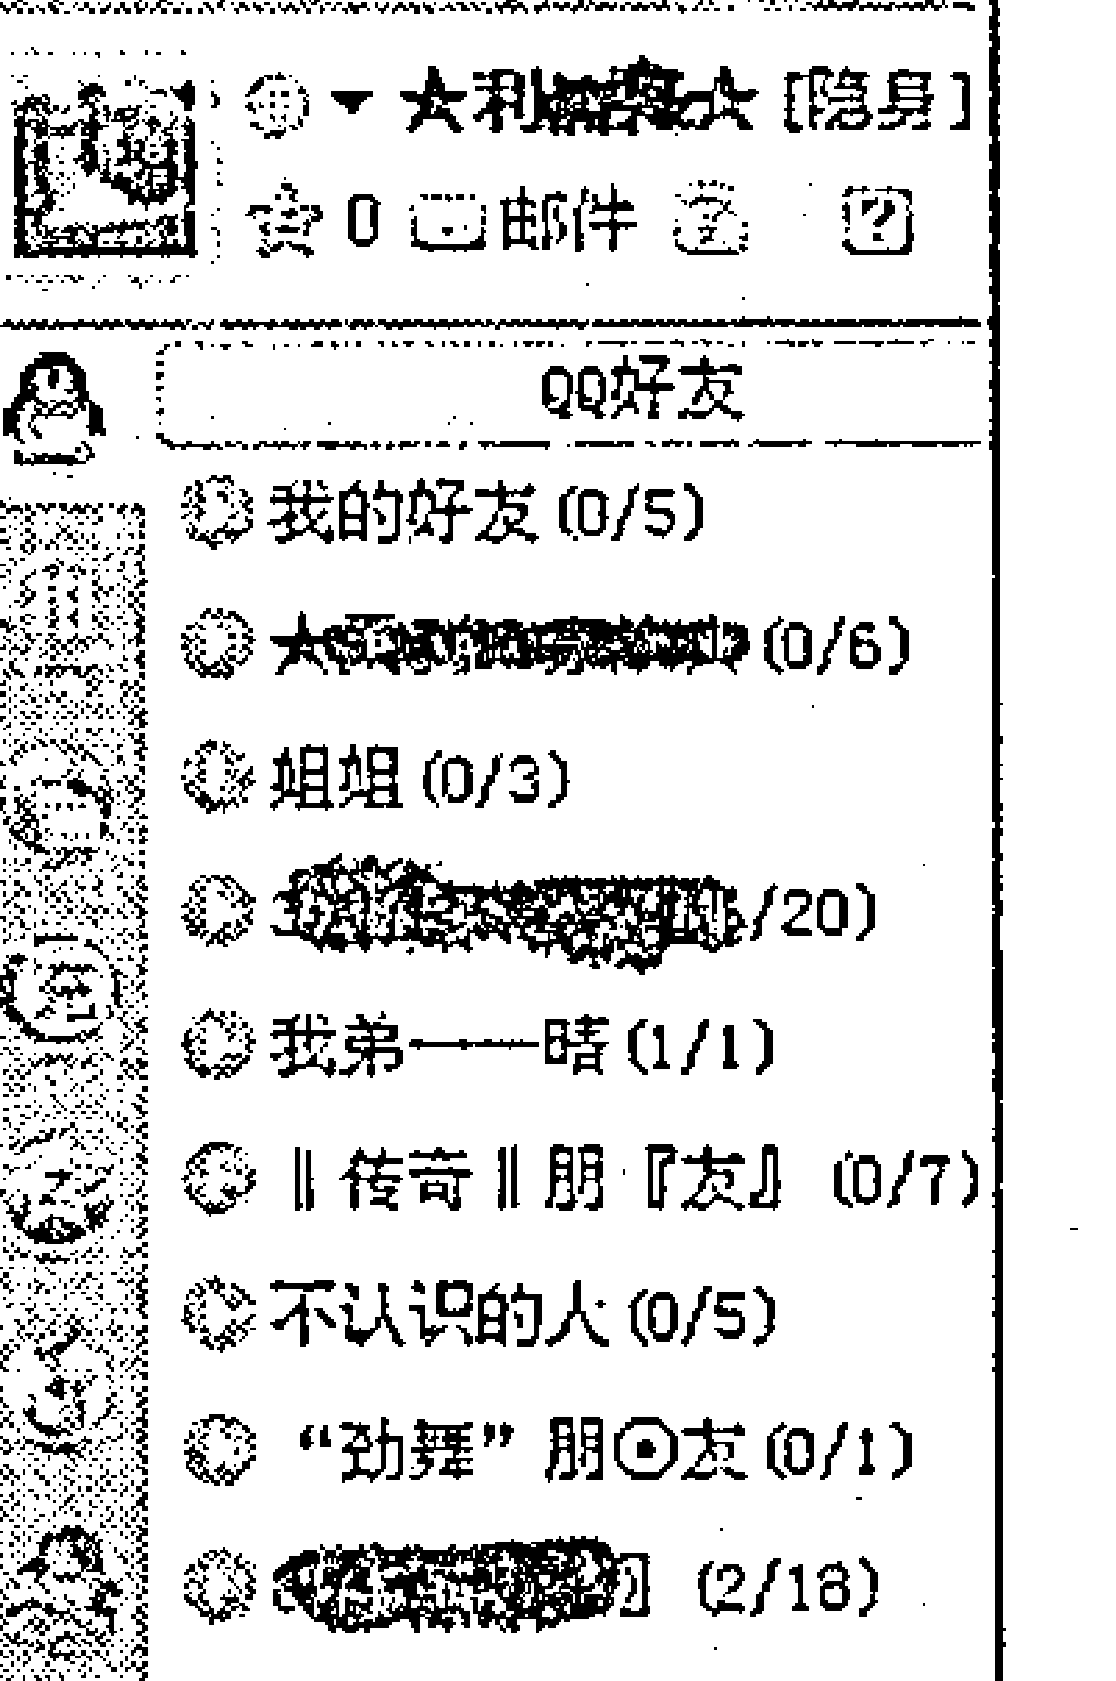 ★利 ★ [隐身]
0 邮件
QQ好友
我的好友 (0/5)
★ (0/6)
姐姐 (0/3)
/20)
我弟——晴 (1/1)
‖传奇‖朋『友』 (0/7)
不认识的人 (0/5)
“劲舞”朋⊙友 (0/1)
(2/18)